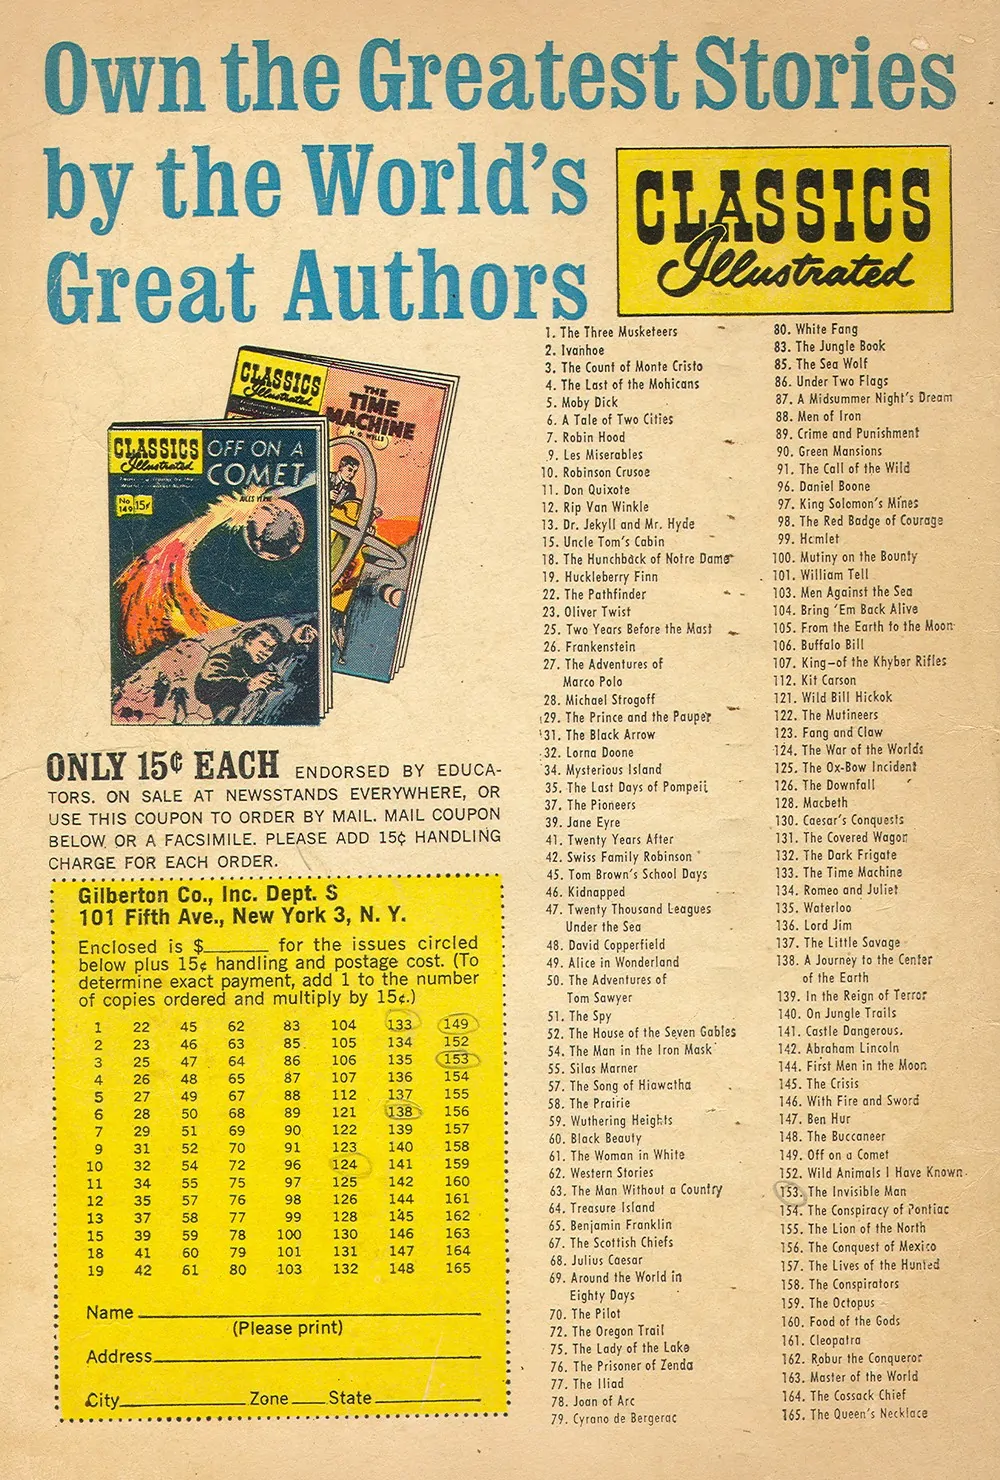 Own the Greatest Stories
by the World's
Great Authors
CLASSICS
Illustrated
CLASSICS
Illustrated
THE
TIME
MACHINE
H. G. WELLS
CLASSICS
Illustrated
OFF ON A
COMET
JULES VERNE
No
149
15¢
ONLY 15¢ EACH ENDORSED BY EDUCA-
TORS. ON SALE AT NEWSSTANDS EVERYWHERE, OR
USE THIS COUPON TO ORDER BY MAIL. MAIL COUPON
BELOW OR A FACSIMILE. PLEASE ADD 15¢ HANDLING
CHARGE FOR EACH ORDER.
Gilberton Co., Inc. Dept. S
101 Fifth Ave., New York 3, N. Y.
Enclosed is $______ for the issues circled
below plus 15¢ handling and postage cost. (To
determine exact payment, add 1 to the number
of copies ordered and multiply by 15¢.)
1 22 45 62 83 104 133 149
2 23 46 63 85 105 134 152
3 25 47 64 86 106 135 153
4 26 48 65 87 107 136 154
5 27 49 67 88 112 137 155
6 28 50 68 89 121 138 156
7 29 51 69 90 122 139 157
9 31 52 70 91 123 140 158
10 32 54 72 96 124 141 159
11 34 55 75 97 125 142 160
12 35 57 76 98 126 144 161
13 37 58 77 99 128 145 162
15 39 59 78 100 130 146 163
18 41 60 79 101 131 147 164
19 42 61 80 103 132 148 165
Name
(Please print)
Address
City Zone State
1. The Three Musketeers
2. Ivanhoe
3. The Count of Monte Cristo
4. The Last of the Mohicans
5. Moby Dick
6. A Tale of Two Cities
7. Robin Hood
9. Les Miserables
10. Robinson Crusoe
11. Don Quixote
12. Rip Van Winkle
13. Dr. Jekyll and Mr. Hyde
15. Uncle Tom's Cabin
18. The Hunchback of Notre Dame
19. Huckleberry Finn
22. The Pathfinder
23. Oliver Twist
25. Two Years Before the Mast
26. Frankenstein
27. The Adventures of
Marco Polo
28. Michael Strogoff
29. The Prince and the Pauper
31. The Black Arrow
32. Lorna Doone
34. Mysterious Island
35. The Last Days of Pompeii
37. The Pioneers
39. Jane Eyre
41. Twenty Years After
42. Swiss Family Robinson
45. Tom Brown's School Days
46. Kidnapped
47. Twenty Thousand Leagues
Under the Sea
48. David Copperfield
49. Alice in Wonderland
50. The Adventures of
Tom Sawyer
51. The Spy
52. The House of the Seven Gables
54. The Man in the Iron Mask
55. Silas Marner
57. The Song of Hiawatha
58. The Prairie
59. Wuthering Heights
60. Black Beauty
61. The Woman in White
62. Western Stories
63. The Man Without a Country
64. Treasure Island
65. Benjamin Franklin
67. The Scottish Chiefs
68. Julius Caesar
69. Around the World in
Eighty Days
70. The Pilot
72. The Oregon Trail
75. The Lady of the Lake
76. The Prisoner of Zenda
77. The Iliad
78. Joan of Arc
79. Cyrano de Bergerac
80. White Fang
83. The Jungle Book
85. The Sea Wolf
86. Under Two Flags
87. A Midsummer Night's Dream
88. Men of Iron
89. Crime and Punishment
90. Green Mansions
91. The Call of the Wild
96. Daniel Boone
97. King Solomon's Mines
98. The Red Badge of Courage
99. Hamlet
100. Mutiny on the Bounty
101. William Tell
103. Men Against the Sea
104. Bring 'Em Back Alive
105. From the Earth to the Moon
106. Buffalo Bill
107. King—of the Khyber Rifles
112. Kit Carson
121. Wild Bill Hickok
122. The Mutineers
123. Fang and Claw
124. The War of the Worlds
125. The Ox-Bow Incident
126. The Downfall
128. Macbeth
130. Caesar's Conquests
131. The Covered Wagon
132. The Dark Frigate
133. The Time Machine
134. Romeo and Juliet
135. Waterloo
136. Lord Jim
137. The Little Savage
138. A Journey to the Center
of the Earth
139. In the Reign of Terror
140. On Jungle Trails
141. Castle Dangerous.
142. Abraham Lincoln
144. First Men in the Moon
145. The Crisis
146. With Fire and Sword
147. Ben Hur
148. The Buccaneer
149. Off on a Comet
152. Wild Animals I Have Known
153. The Invisible Man
154. The Conspiracy of Pontiac
155. The Lion of the North
156. The Conquest of Mexico
157. The Lives of the Hunted
158. The Conspirators
159. The Octopus
160. Food of the Gods
161. Cleopatra
162. Robur the Conqueror
163. Master of the World
164. The Cossack Chief
165. The Queen's Necklace